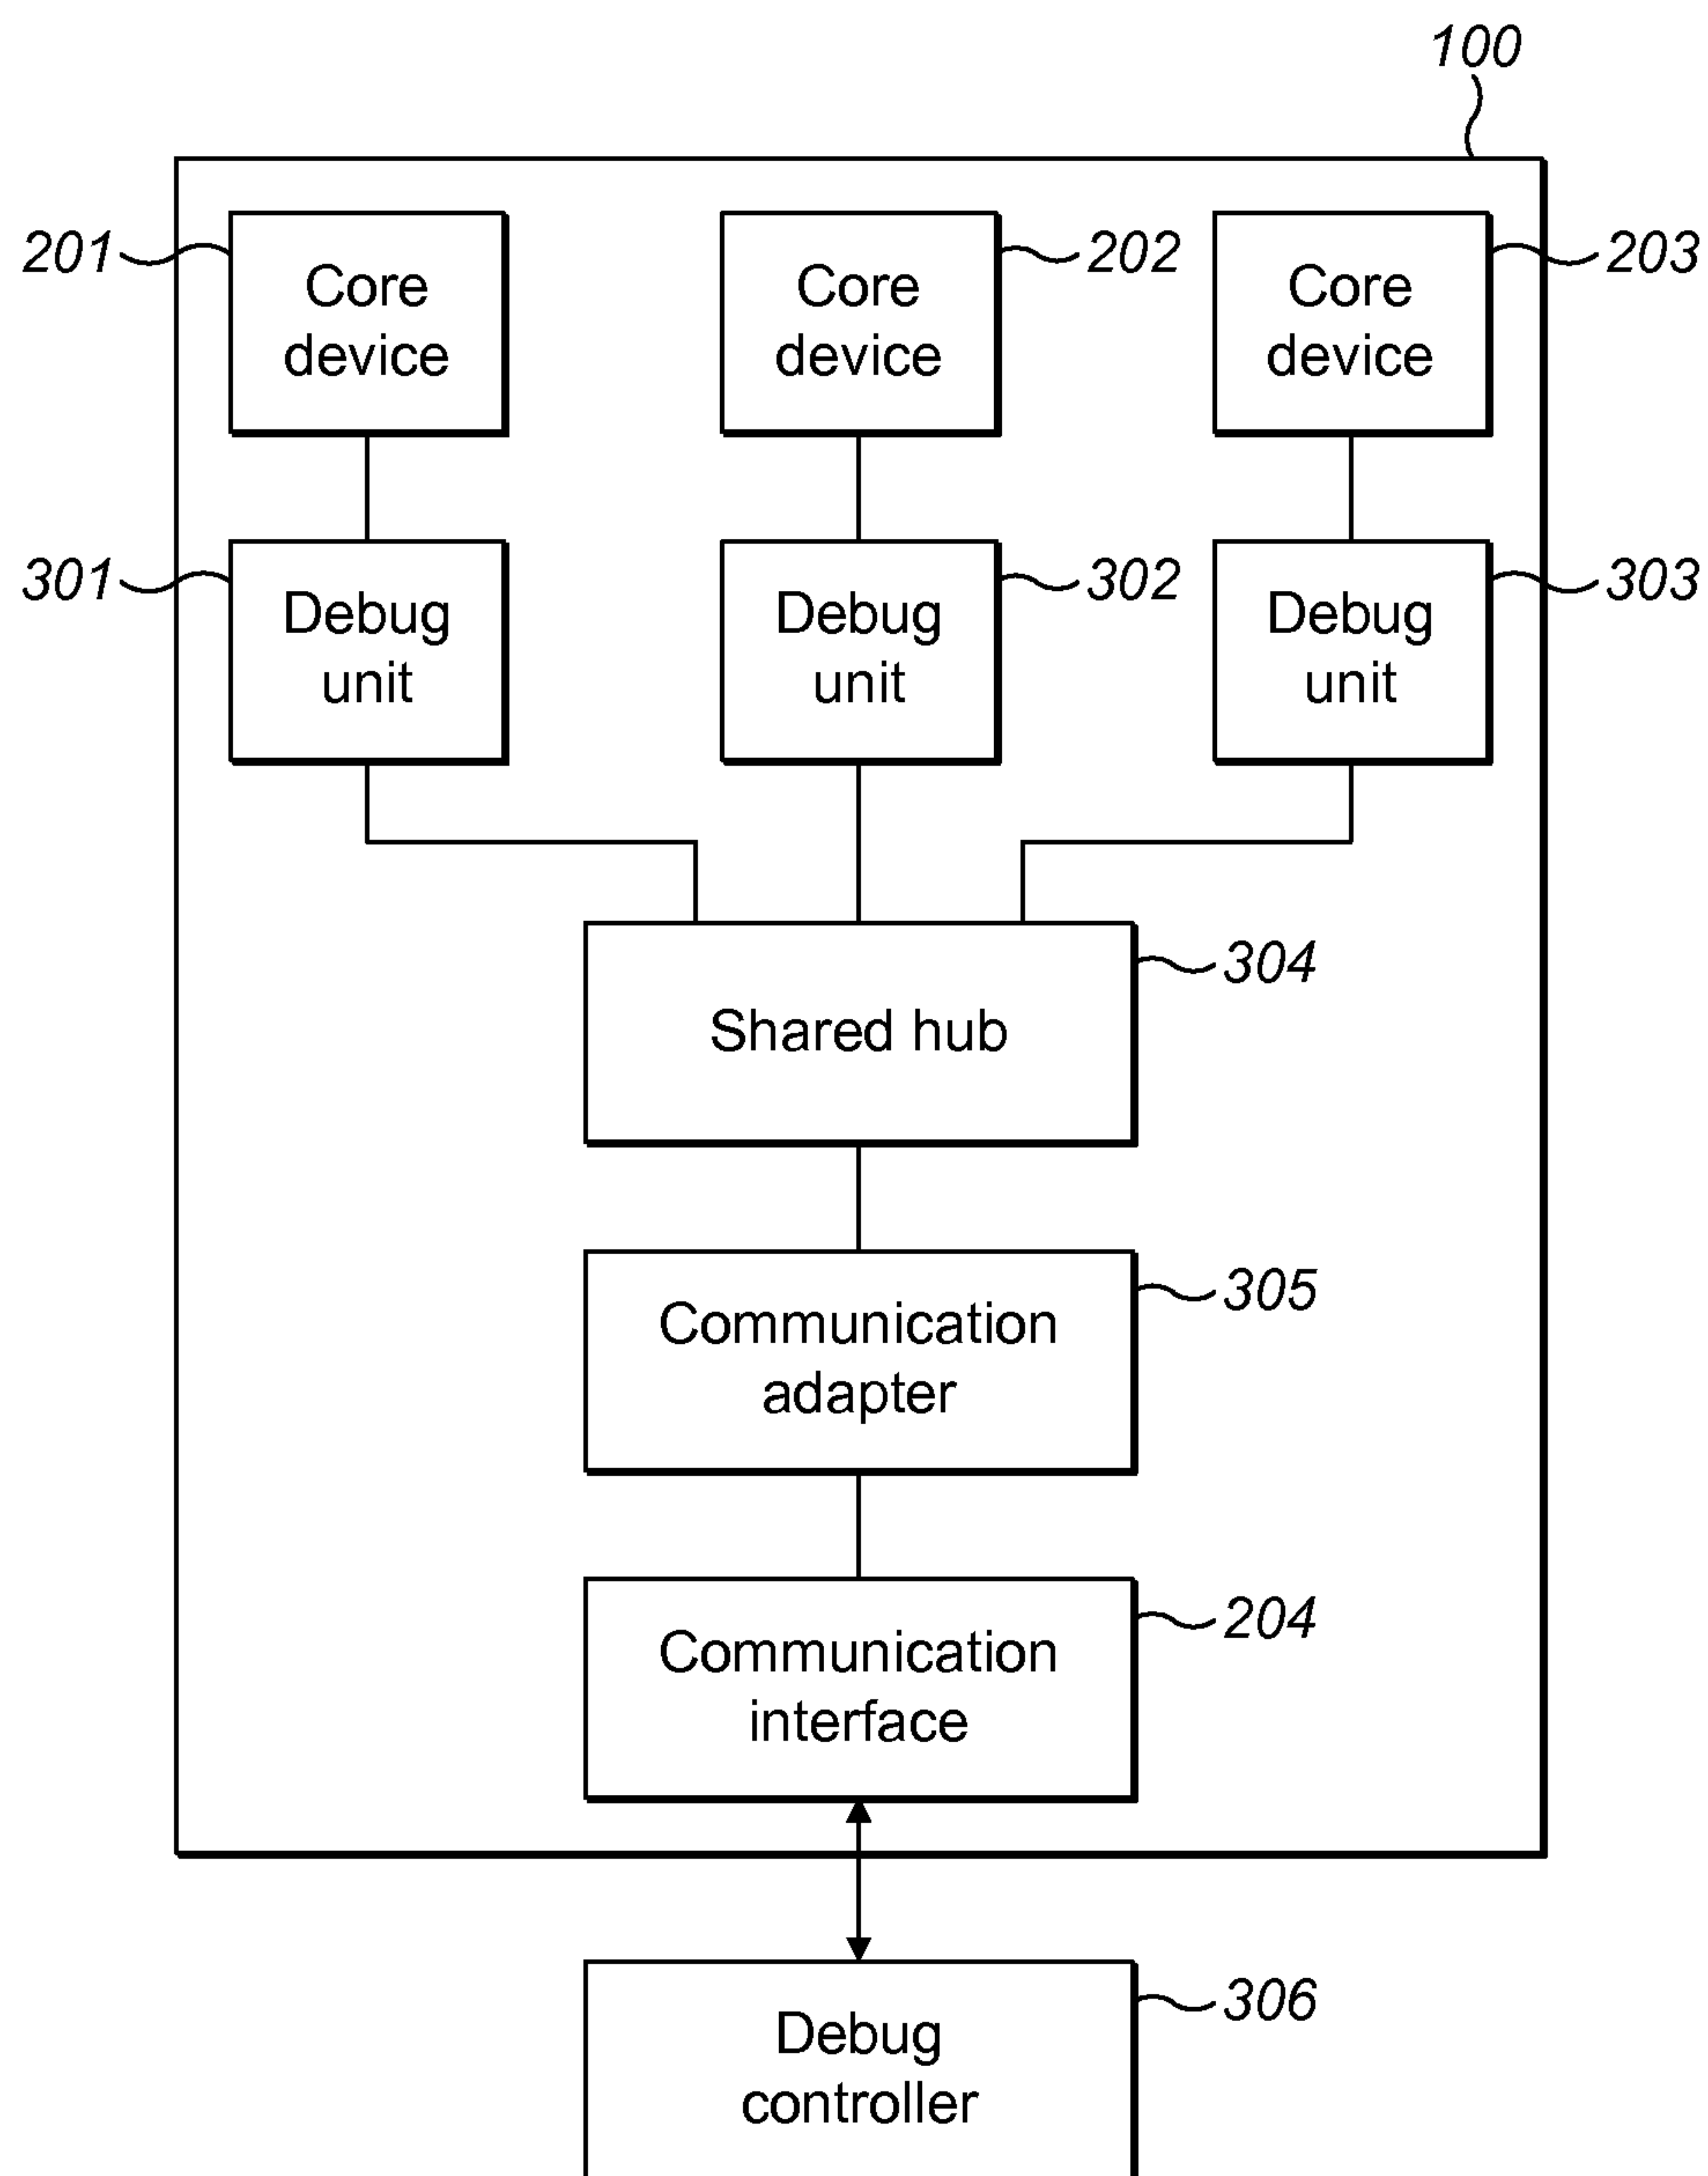 100
201
Core
device
202
Core
device
203
Core
device
301
Debug
unit
302
Debug
unit
303
Debug
unit
304
Shared hub
305
Communication
adapter
204
Communication
interface
306
Debug
controller